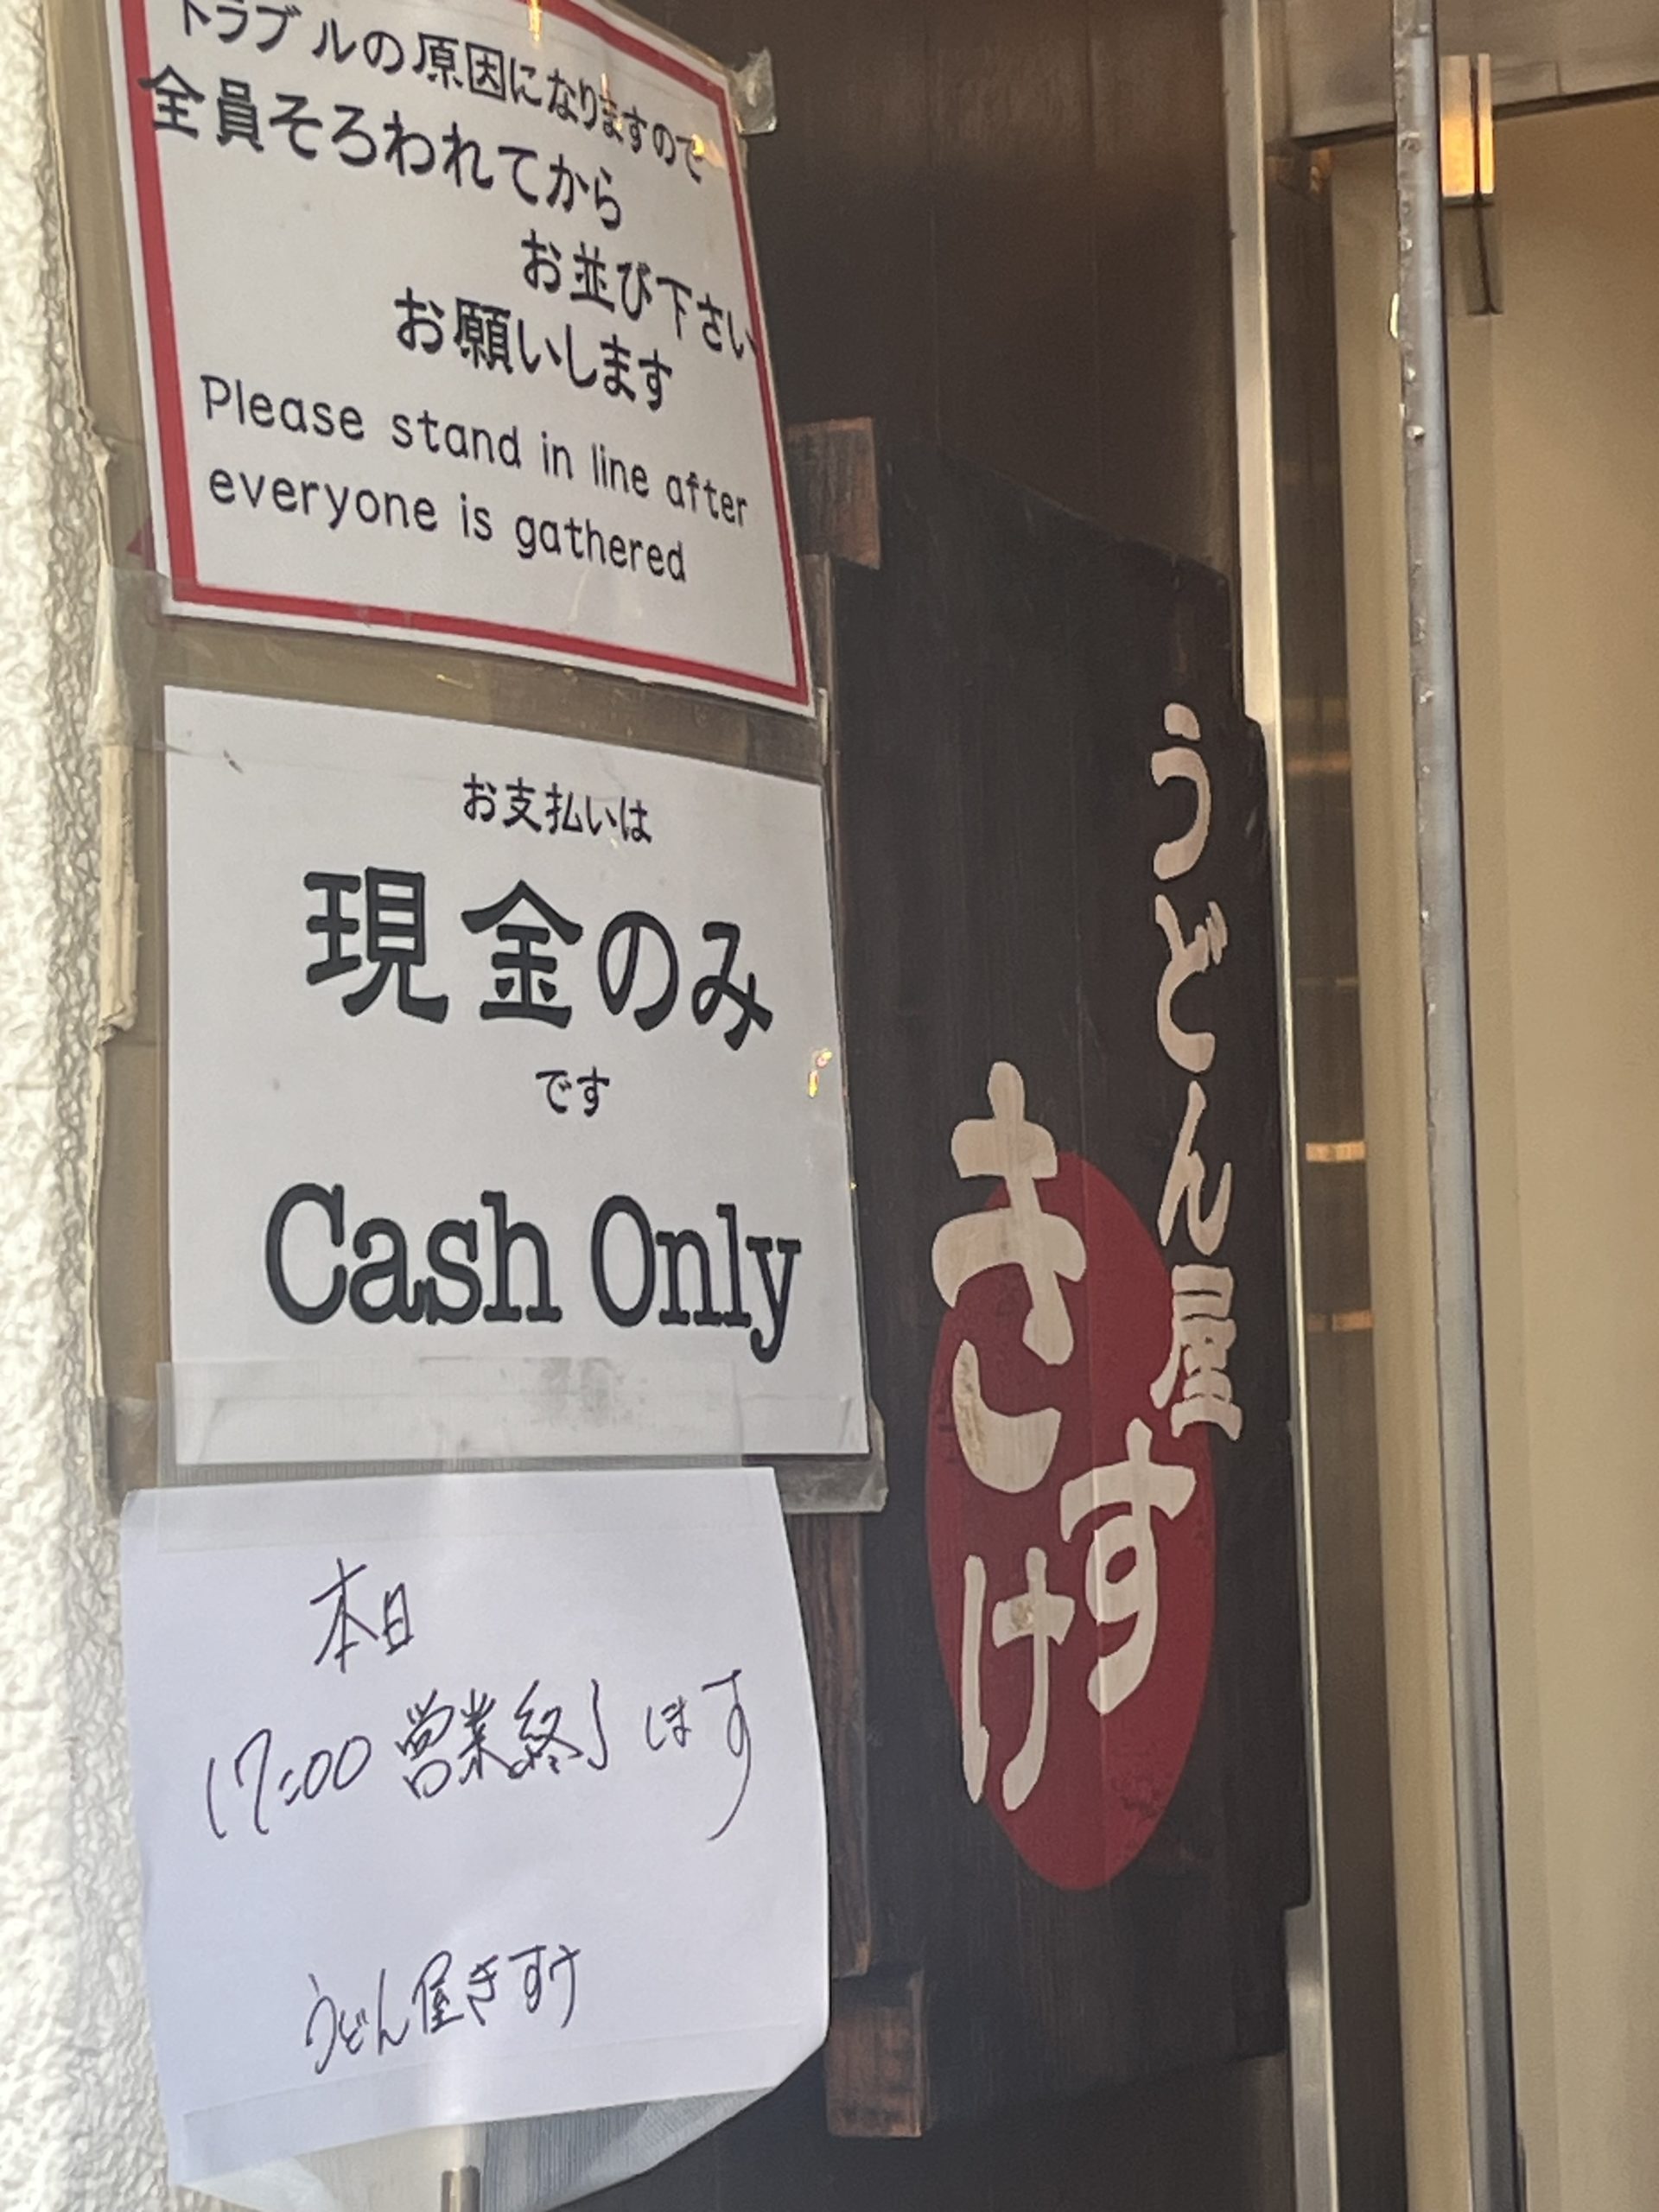 トラブルの原因になりますので
全員そろわれてから
お並び下さい
お願いします
Please stand in line after
everyone is gathered
お支払いは
現金のみ
です
Cash Only
本日
17:00 営業終了します
うどん屋きすけ
うどん屋
きすけ